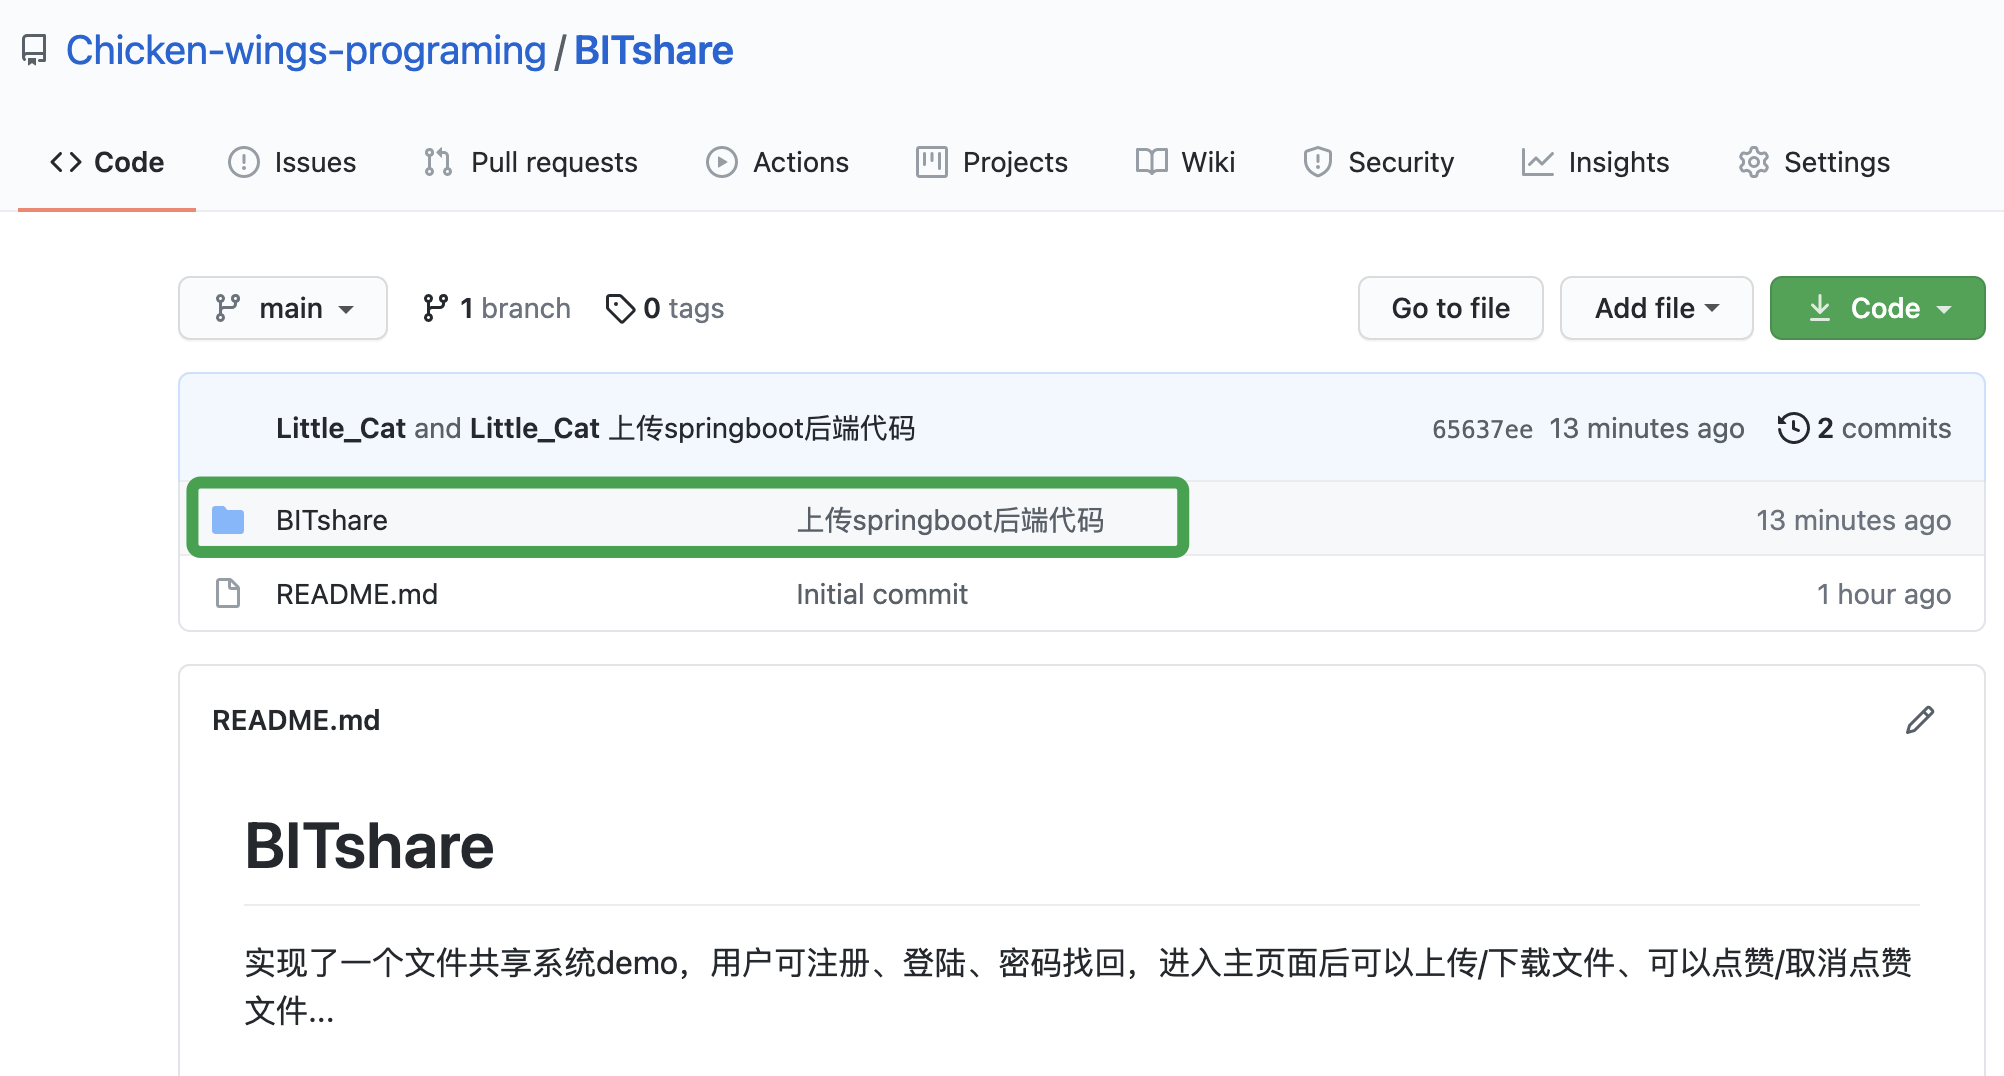 Chicken-wings-programing / BITshare
Code Issues Pull requests Actions Projects Wiki Security Insights Settings
main 1 branch 0 tags Go to file Add file Code
Little_Cat and Little_Cat 上传springboot后端代码 65637ee 13 minutes ago 2 commits
BITshare 上传springboot后端代码 13 minutes ago
README.md Initial commit 1 hour ago
README.md
BITshare
实现了一个文件共享系统demo，用户可注册、登陆、密码找回，进入主页面后可以上传/下载文件、可以点赞/取消点赞
文件...